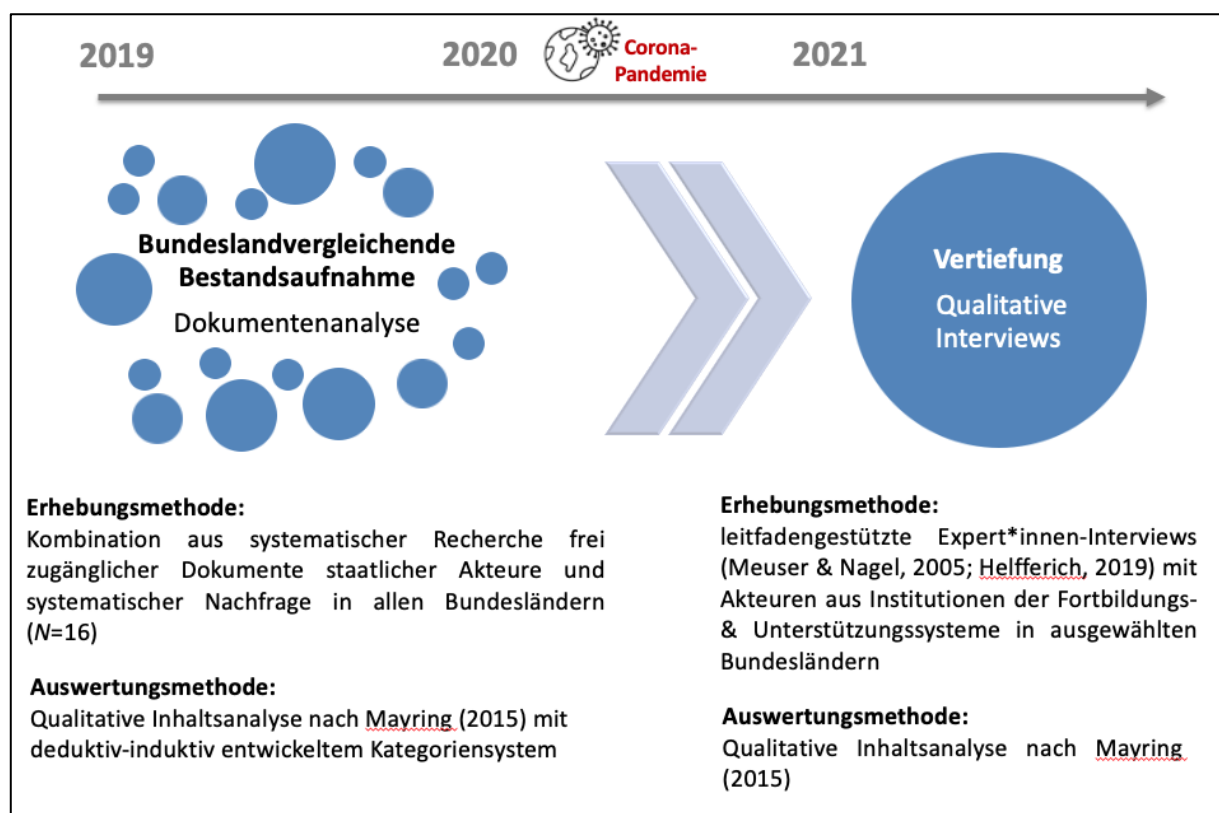 2019
2020
Corona-
Pandemie
2021
Bundeslandvergleichende
Bestandsaufnahme
Dokumentenanalyse
Vertiefung
Qualitative
Interviews
Erhebungsmethode:
Kombination aus systematischer Recherche frei
zugänglicher Dokumente staatlicher Akteure und
systematischer Nachfrage in allen Bundesländern
(N=16)
Auswertungsmethode:
Qualitative Inhaltsanalyse nach Mayring (2015) mit
deduktiv-induktiv entwickeltem Kategoriensystem
Erhebungsmethode:
leitfadengestützte Expert*innen-Interviews
(Meuser & Nagel, 2005; Helfferich, 2019) mit
Akteuren aus Institutionen der Fortbildungs-
& Unterstützungssysteme in ausgewählten
Bundesländern
Auswertungsmethode:
Qualitative Inhaltsanalyse nach Mayring
(2015)